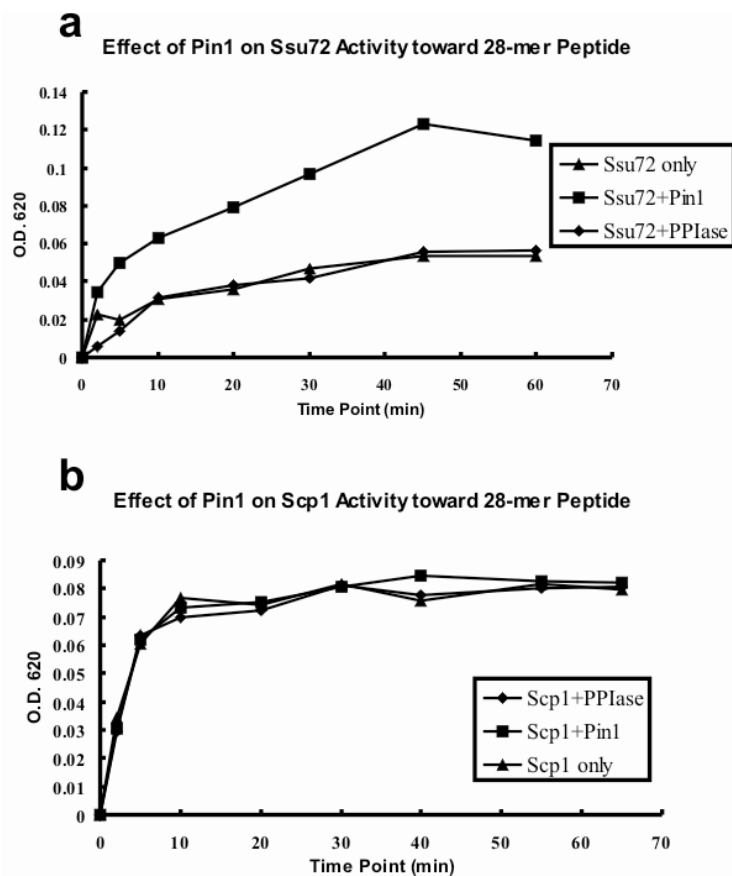 a
Effect of Pin1 on Ssu72 Activity toward 28-mer Peptide
0.14
0.12
0.1
0.08
0.06
0.04
0.02
0
O.D. 620
0 10 20 30 40 50 60 70
Time Point (min)
Ssu72 only
Ssu72+Pin1
Ssu72+PPIase
b
Effect of Pin1 on Scp1 Activity toward 28-mer Peptide
0.09
0.08
0.07
0.06
0.05
0.04
0.03
0.02
0.01
0
O.D. 620
0 10 20 30 40 50 60 70
Time Point (min)
Scp1+PPIase
Scp1+Pin1
Scp1 only